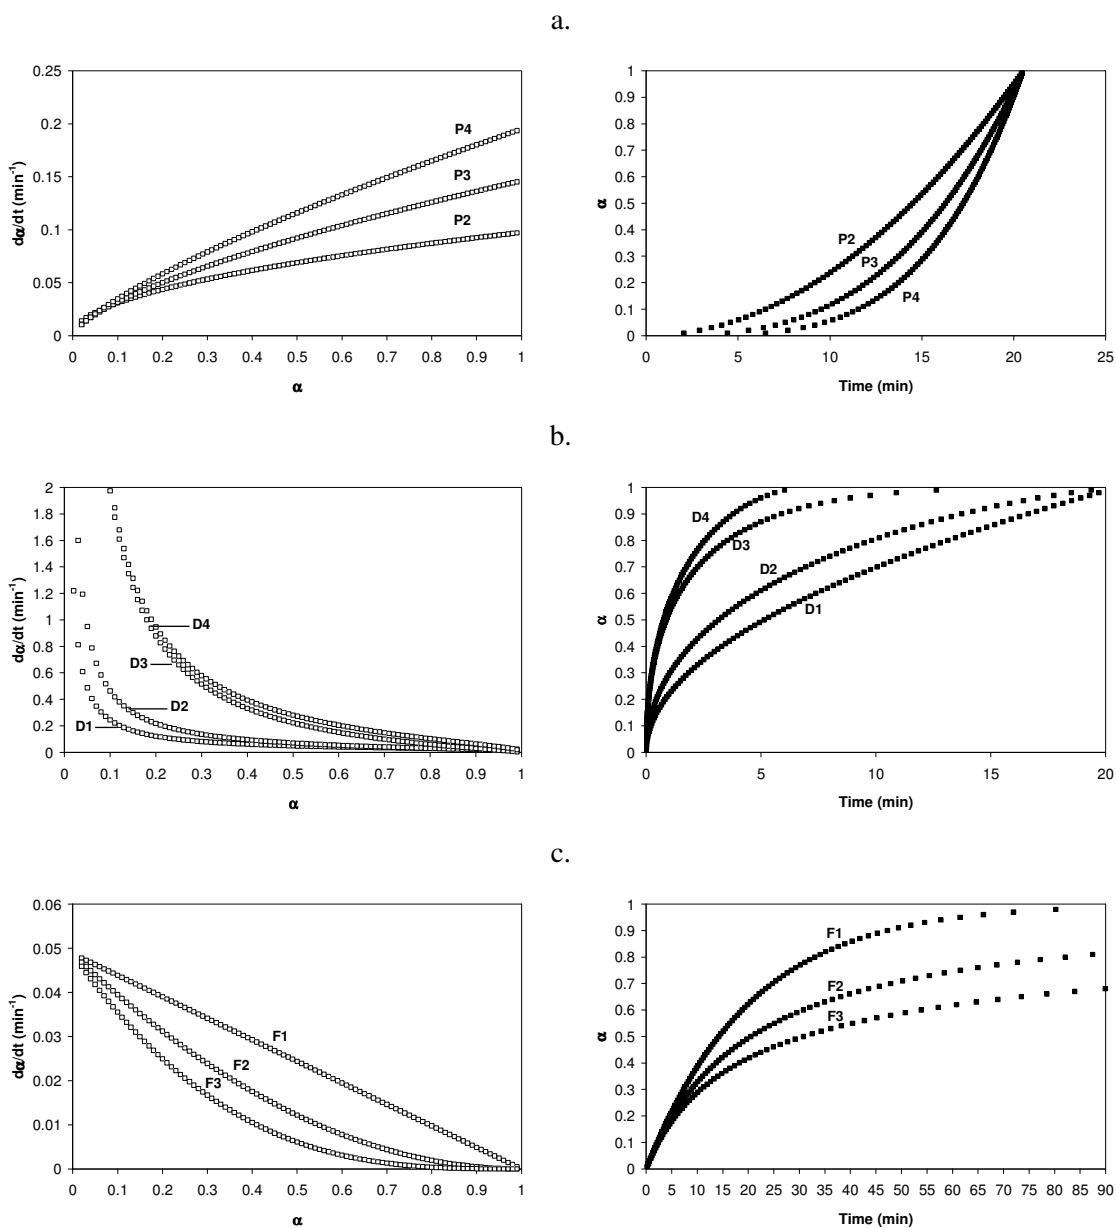 a.
0.25
0.2
0.15
0.1
0.05
0
dα/dt (min-1)
P4
P3
P2
0 0.1 0.2 0.3 0.4 0.5 0.6 0.7 0.8 0.9 1
α
1
0.9
0.8
0.7
0.6
0.5
0.4
0.3
0.2
0.1
0
α
P2
P3
P4
0 5 10 15 20 25
Time (min)
b.
2
1.8
1.6
1.4
1.2
1
0.8
0.6
0.4
0.2
0
dα/dt (min-1)
D4
D3
D2
D1
0 0.1 0.2 0.3 0.4 0.5 0.6 0.7 0.8 0.9 1
α
1
0.9
0.8
0.7
0.6
0.5
0.4
0.3
0.2
0.1
0
α
D4
D3
D2
D1
0 5 10 15 20
Time (min)
c.
0.06
0.05
0.04
0.03
0.02
0.01
0
dα/dt (min-1)
F1
F2
F3
0 0.1 0.2 0.3 0.4 0.5 0.6 0.7 0.8 0.9 1
α
1
0.9
0.8
0.7
0.6
0.5
0.4
0.3
0.2
0.1
0
α
F1
F2
F3
0 5 10 15 20 25 30 35 40 45 50 55 60 65 70 75 80 85 90
Time (min)